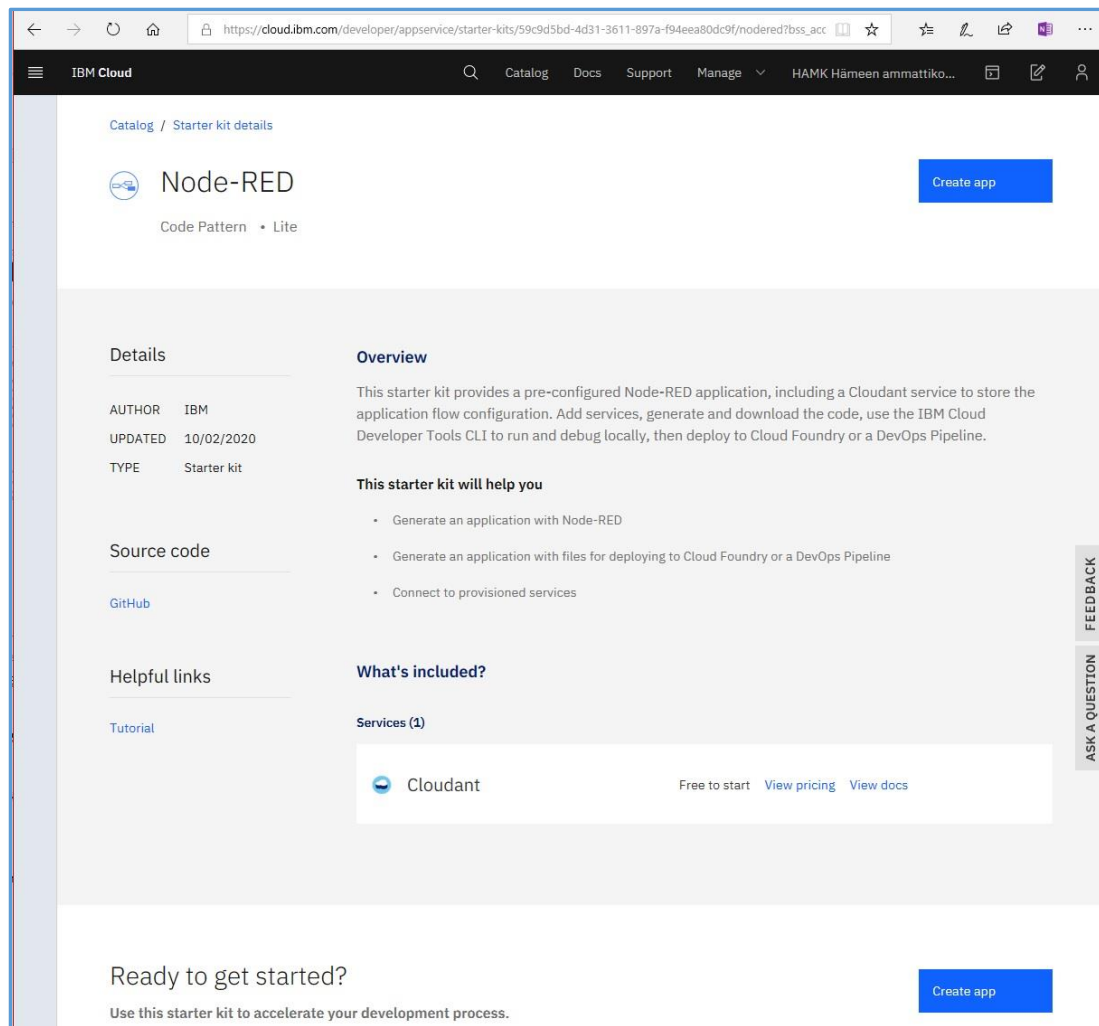 https://cloud.ibm.com/developer/appservice/starter-kits/59c9d5bd-4d31-3611-897a-f94eea80dc9f/nodered?bss_acc
IBM Cloud Catalog Docs Support Manage HAMK Hämeen ammattiko...
Catalog / Starter kit details
Node-RED
Create app
Code Pattern • Lite
Details
AUTHOR IBM
UPDATED 10/02/2020
TYPE Starter kit
Source code
GitHub
Helpful links
Tutorial
Overview
This starter kit provides a pre-configured Node-RED application, including a Cloudant service to store the
application flow configuration. Add services, generate and download the code, use the IBM Cloud
Developer Tools CLI to run and debug locally, then deploy to Cloud Foundry or a DevOps Pipeline.
This starter kit will help you
• Generate an application with Node-RED
• Generate an application with files for deploying to Cloud Foundry or a DevOps Pipeline
• Connect to provisioned services
What's included?
Services (1)
Cloudant Free to start View pricing View docs
FEEDBACK
ASK A QUESTION
Ready to get started?
Create app
Use this starter kit to accelerate your development process.